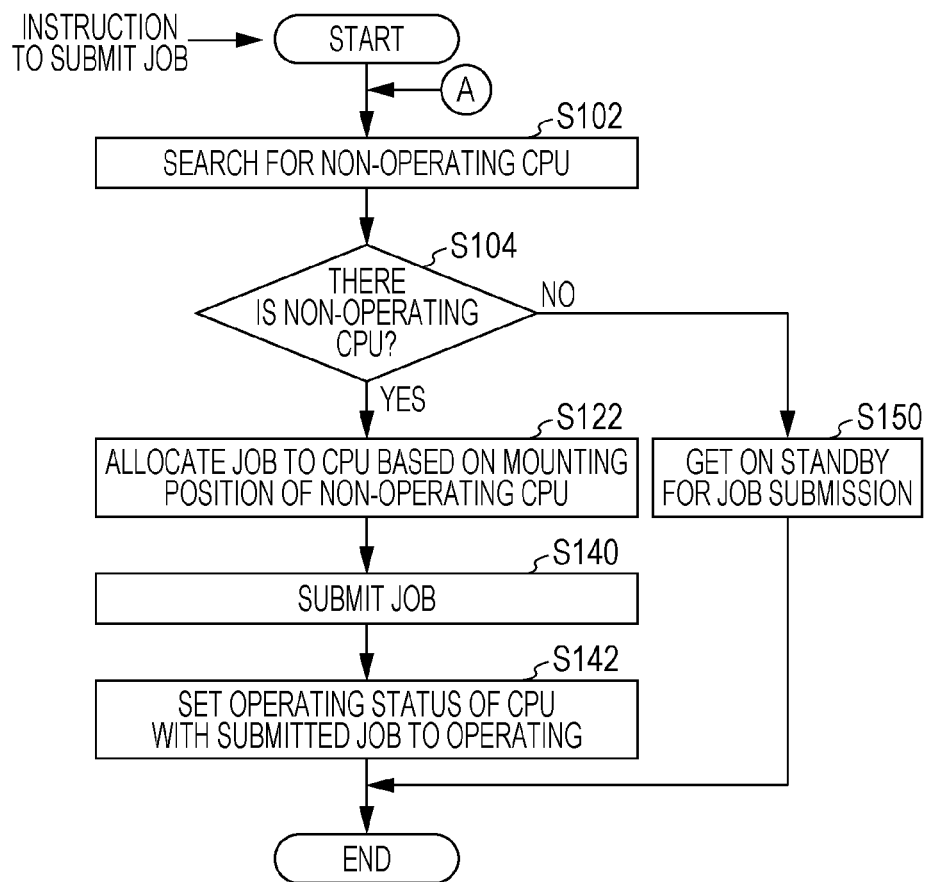 INSTRUCTION
TO SUBMIT JOB
START
A
S102
SEARCH FOR NON-OPERATING CPU
S104
THERE
IS NON-OPERATING
CPU?
NO
YES
S122
ALLOCATE JOB TO CPU BASED ON MOUNTING
POSITION OF NON-OPERATING CPU
S150
GET ON STANDBY
FOR JOB SUBMISSION
S140
SUBMIT JOB
S142
SET OPERATING STATUS OF CPU
WITH SUBMITTED JOB TO OPERATING
END